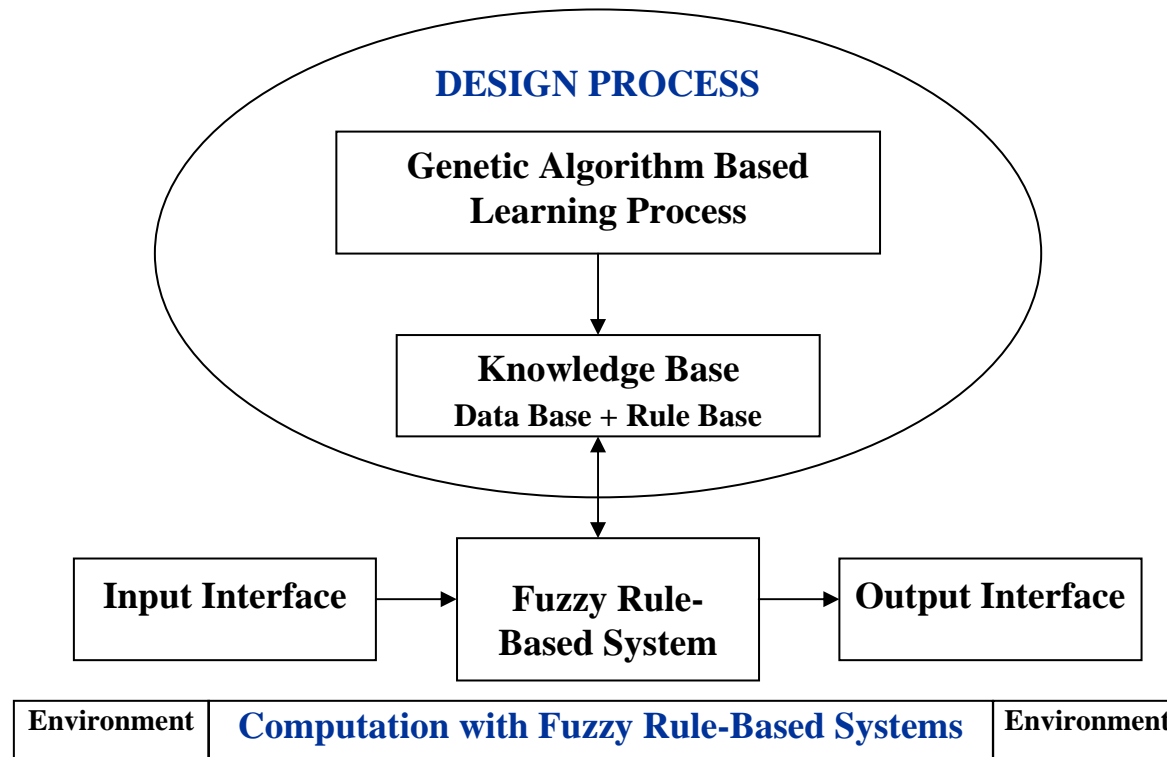 DESIGN PROCESS
Genetic Algorithm Based
Learning Process
Knowledge Base
Data Base + Rule Base
Input Interface
Fuzzy Rule-
Based System
Output Interface
Environment
Computation with Fuzzy Rule-Based Systems
Environment